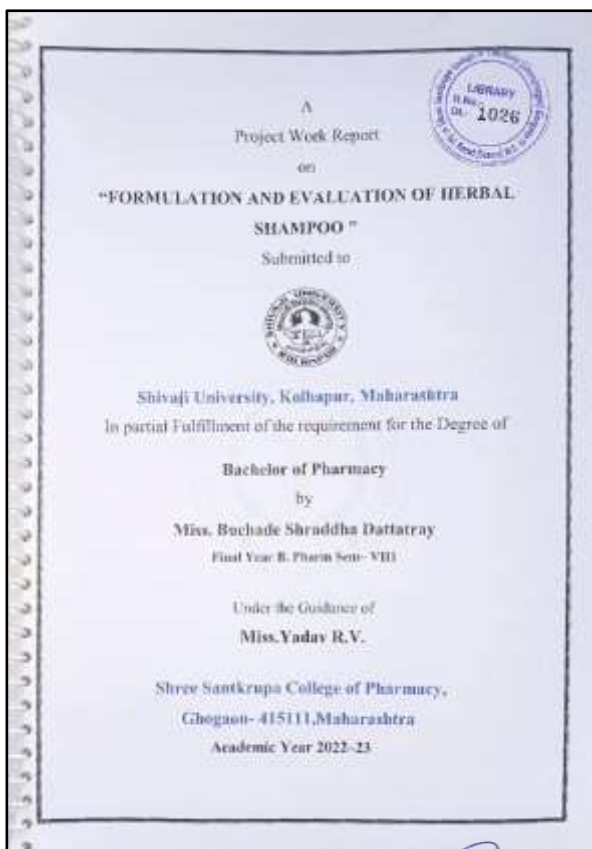 A
Project Work Report
on
“FORMULATION AND EVALUATION OF HERBAL
SHAMPOO ”
Submitted to
SHIVAJI UNIVERSITY
Shivaji University, Kolhapur, Maharashtra
In partial Fulfillment of the requirement for the Degree of
Bachelor of Pharmacy
by
Miss. Buchade Shraddha Dattatray
Final Year B. Pharm Sem- VIII
Under the Guidance of
Miss.Yadav R.V.
Shree Santkrupa College of Pharmacy,
Ghogaon- 415111,Maharashtra
Academic Year 2022-23
LIBRARY
1026